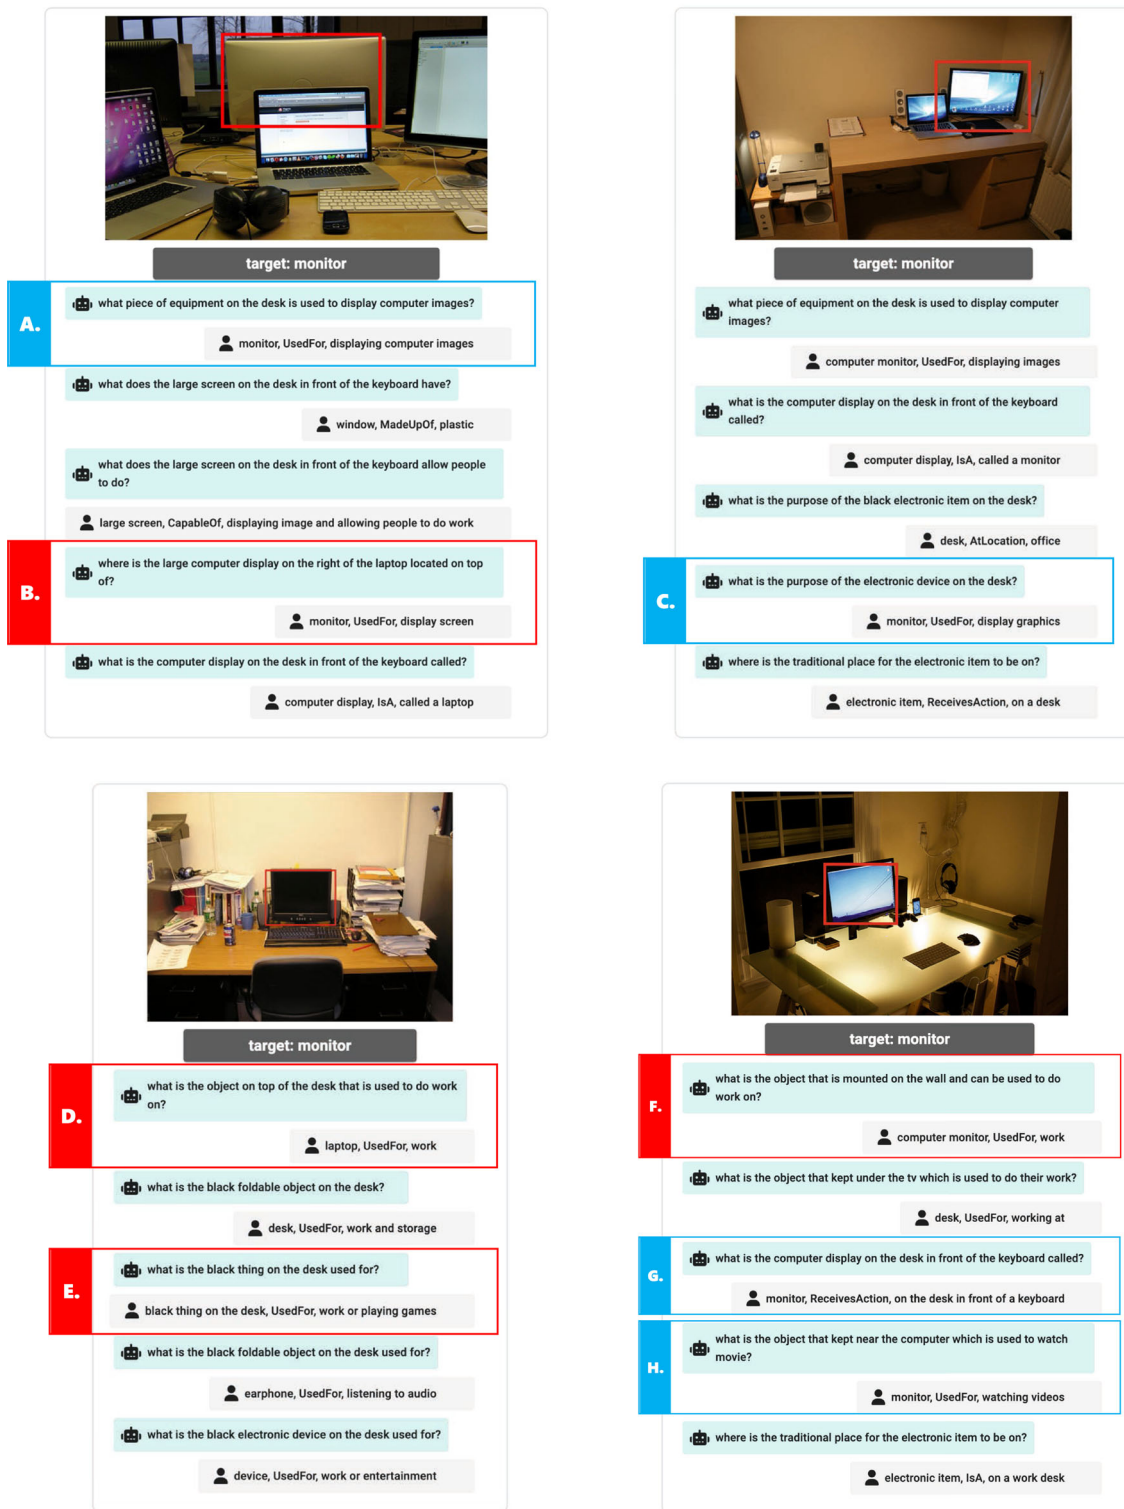 target: monitor
A.
what piece of equipment on the desk is used to display computer images?
monitor, UsedFor, displaying computer images
what does the large screen on the desk in front of the keyboard have?
window, MadeUpOf, plastic
what does the large screen on the desk in front of the keyboard allow people
to do?
large screen, CapableOf, displaying image and allowing people to do work
B.
where is the large computer display on the right of the laptop located on top
of?
monitor, UsedFor, display screen
what is the computer display on the desk in front of the keyboard called?
computer display, IsA, called a laptop
target: monitor
what piece of equipment on the desk is used to display computer
images?
computer monitor, UsedFor, displaying images
what is the computer display on the desk in front of the keyboard
called?
computer display, IsA, called a monitor
what is the purpose of the black electronic item on the desk?
desk, AtLocation, office
C.
what is the purpose of the electronic device on the desk?
monitor, UsedFor, display graphics
where is the traditional place for the electronic item to be on?
electronic item, ReceivesAction, on a desk
target: monitor
D.
what is the object on top of the desk that is used to do work
on?
laptop, UsedFor, work
what is the black foldable object on the desk?
desk, UsedFor, work and storage
E.
what is the black thing on the desk used for?
black thing on the desk, UsedFor, work or playing games
what is the black foldable object on the desk used for?
earphone, UsedFor, listening to audio
what is the black electronic device on the desk used for?
device, UsedFor, work or entertainment
target: monitor
F.
what is the object that is mounted on the wall and can be used to do
work on?
computer monitor, UsedFor, work
what is the object that kept under the tv which is used to do their work?
desk, UsedFor, working at
G.
what is the computer display on the desk in front of the keyboard called?
monitor, ReceivesAction, on the desk in front of a keyboard
H.
what is the object that kept near the computer which is used to watch
movie?
monitor, UsedFor, watching videos
where is the traditional place for the electronic item to be on?
electronic item, IsA, on a work desk